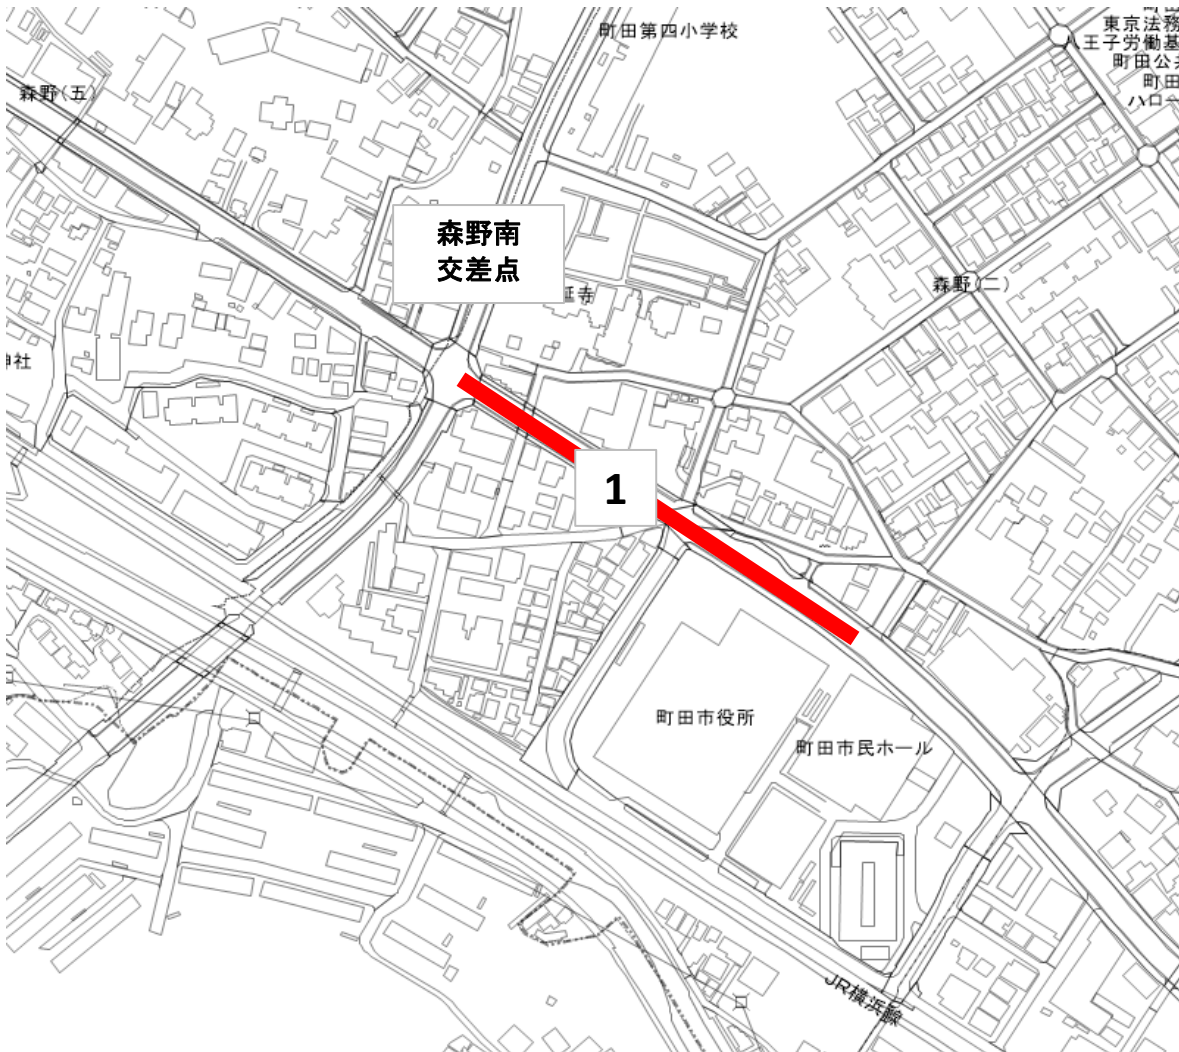 町田第四小学校
東京法務
八王子労働基
町田公共
町田
ハロー
森野(五)
森野南
交差点
延寺
森野(二)
神社
1
町田市役所
町田市民ホール
JR横浜線